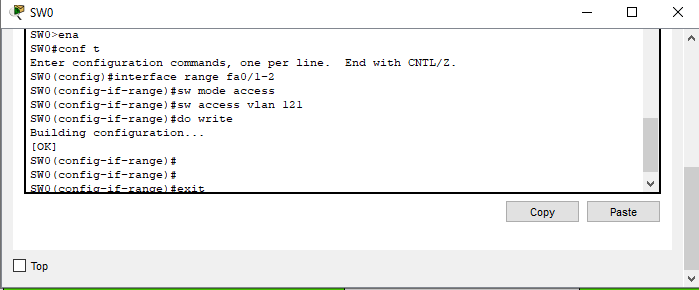 SW0
SW0>ena
SW0#conf t
Enter configuration commands, one per line.  End with CNTL/Z.
SW0(config)#interface range fa0/1-2
SW0(config-if-range)#sw mode access
SW0(config-if-range)#sw access vlan 121
SW0(config-if-range)#do write
Building configuration...
[OK]
SW0(config-if-range)#
SW0(config-if-range)#
SW0(config-if-range)#exit
Copy Paste
Top